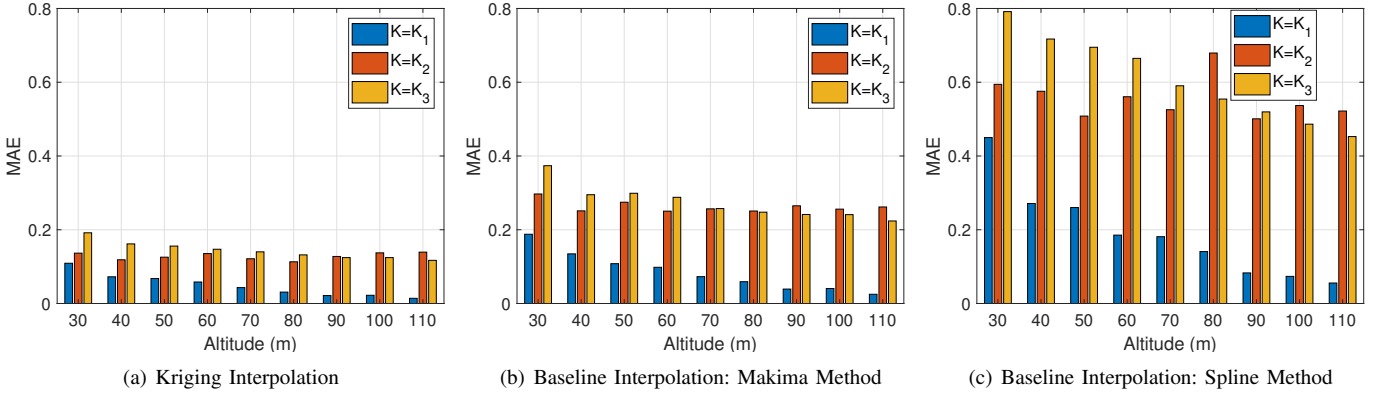 0.8
0.6
0.4
0.2
0
MAE
30 40 50 60 70 80 90 100 110
Altitude (m)
K=K1
K=K2
K=K3
(a) Kriging Interpolation
0.8
0.6
0.4
0.2
0
MAE
30 40 50 60 70 80 90 100 110
Altitude (m)
K=K1
K=K2
K=K3
(b) Baseline Interpolation: Makima Method
0.8
0.6
0.4
0.2
0
MAE
30 40 50 60 70 80 90 100 110
Altitude (m)
K=K1
K=K2
K=K3
(c) Baseline Interpolation: Spline Method